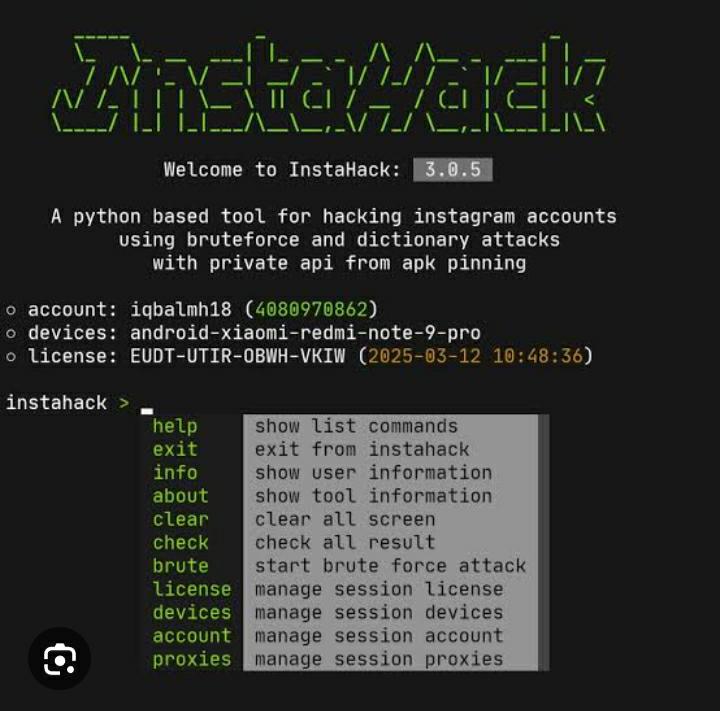 InstaHack
Welcome to InstaHack: 3.0.5
A python based tool for hacking instagram accounts
using bruteforce and dictionary attacks
with private api from apk pinning
○ account: iqbalmh18 (4080970862)
○ devices: android-xiaomi-redmi-note-9-pro
○ license: EUDT-UTIR-OBWH-VKIW (2025-03-12 10:48:36)
instahack >
help show list commands
exit exit from instahack
info show user information
about show tool information
clear clear all screen
check check all result
brute start brute force attack
license manage session license
devices manage session devices
account manage session account
proxies manage session proxies